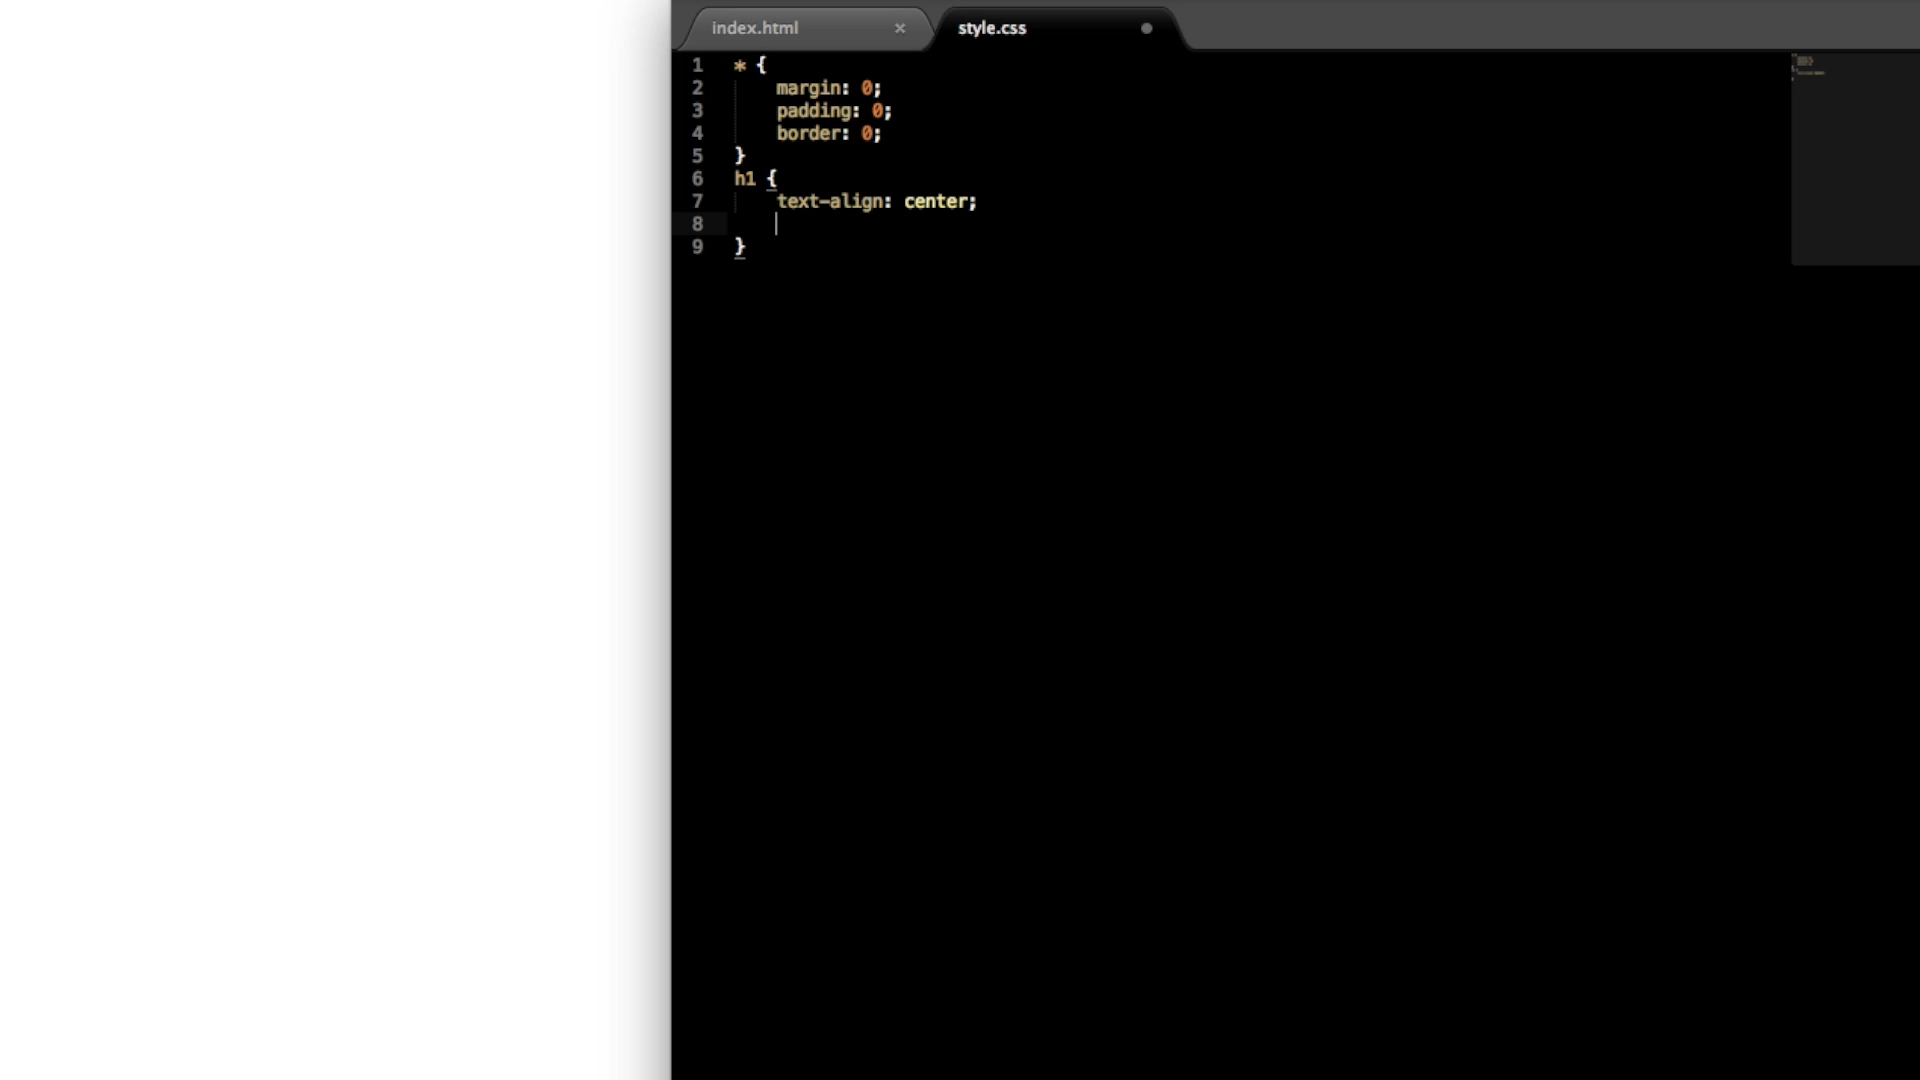 index.html × style.css
1 * {
2 margin: 0;
3 padding: 0;
4 border: 0;
5 }
6 h1 {
7 text-align: center;
8
9 }